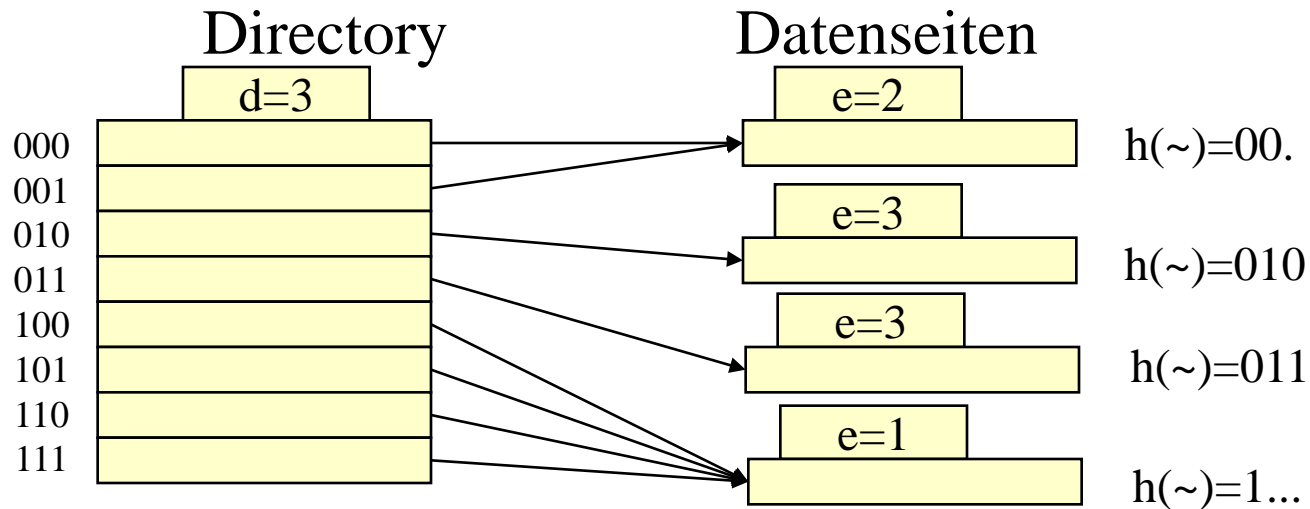 Directory
Datenseiten
d=3
000
001
010
011
100
101
110
111
e=2
h(~)=00.
e=3
h(~)=010
e=3
h(~)=011
e=1
h(~)=1...